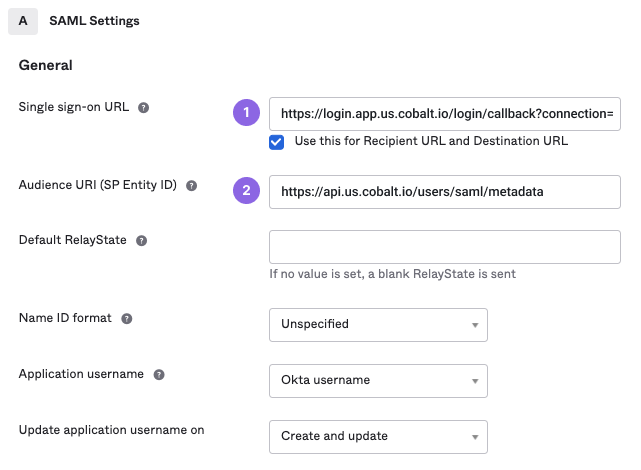 A SAML Settings
General
Single sign-on URL ?
1 https://login.app.us.cobalt.io/login/callback?connection=
Use this for Recipient URL and Destination URL
Audience URI (SP Entity ID) ?
2 https://api.us.cobalt.io/users/saml/metadata
Default RelayState ?
If no value is set, a blank RelayState is sent
Name ID format ?
Unspecified
Application username ?
Okta username
Update application username on
Create and update